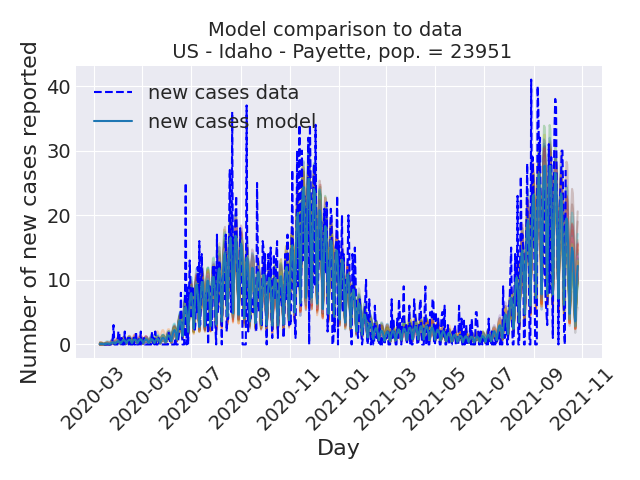 Model comparison to data
US - Idaho - Payette, pop. = 23951
new cases data
new cases model
Number of new cases reported
40
30
20
10
0
2020-03
2020-05
2020-07
2020-09
2020-11
2021-01
2021-03
2021-05
2021-07
2021-09
2021-11
Day